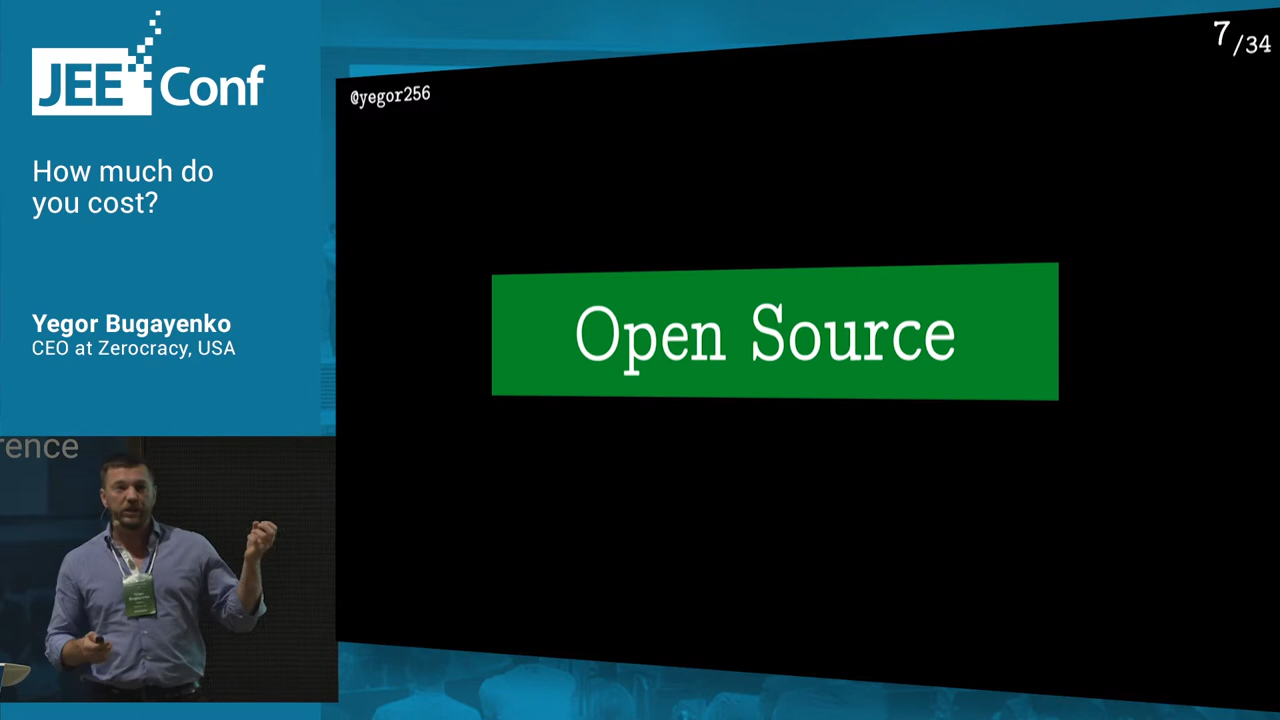 JEE Conf
How much do
you cost?
Yegor Bugayenko
CEO at Zerocracy, USA
rence
@yegor256
7/34
Open Source